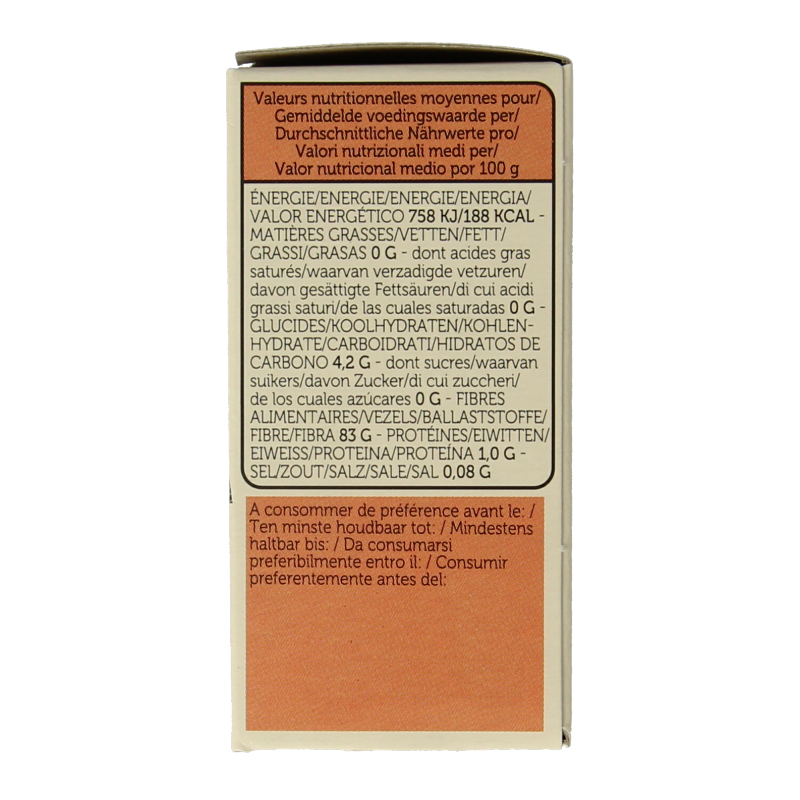 Valeurs nutritionnelles moyennes pour/
Gemiddelde voedingswaarde per/
Durchschnittliche Nährwerte pro/
Valori nutrizionali medi per/
Valor nutricional medio por 100 g
ÉNERGIE/ENERGIE/ENERGIE/ENERGIA/
VALOR ENERGÉTICO 758 KJ/188 KCAL -
MATIÈRES GRASSES/VETTEN/FETT/
GRASSI/GRASAS 0 G - dont acides gras
saturés/waarvan verzadigde vetzuren/
davon gesättigte Fettsäuren/di cui acidi
grassi saturi/de las cuales saturadas 0 G -
GLUCIDES/KOOLHYDRATEN/KOHLEN-
HYDRATE/CARBOIDRATI/HIDRATOS DE
CARBONO 4,2 G - dont sucres/waarvan
suikers/davon Zucker/di cui zuccheri/
de los cuales azúcares 0 G - FIBRES
ALIMENTAIRES/VEZELS/BALLASTSTOFFE/
FIBRE/FIBRA 83 G - PROTÉINES/EIWITTEN/
EIWEISS/PROTEINA/PROTEÍNA 1,0 G -
SEL/ZOUT/SALZ/SALE/SAL 0,08 G
A consommer de préférence avant le: /
Ten minste houdbaar tot: / Mindestens
haltbar bis: / Da consumarsi
preferibilmente entro il: / Consumir
preferentemente antes del: